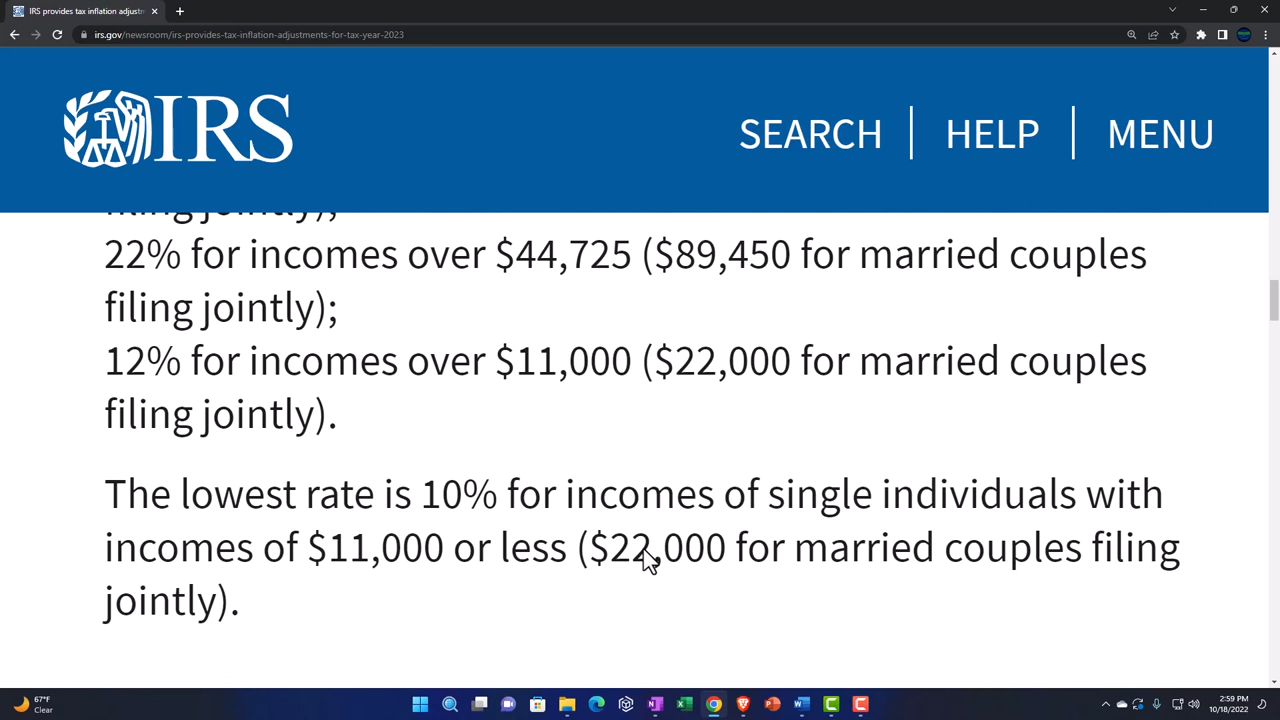 IRS provides tax inflation adjustm
irs.gov/newsroom/irs-provides-tax-inflation-adjustments-for-tax-year-2023
IRS
SEARCH
HELP
MENU
filing jointly);
22% for incomes over $44,725 ($89,450 for married couples
filing jointly);
12% for incomes over $11,000 ($22,000 for married couples
filing jointly).
The lowest rate is 10% for incomes of single individuals with
incomes of $11,000 or less ($22,000 for married couples filing
jointly).
67°F
Clear
2:59 PM
10/18/2022